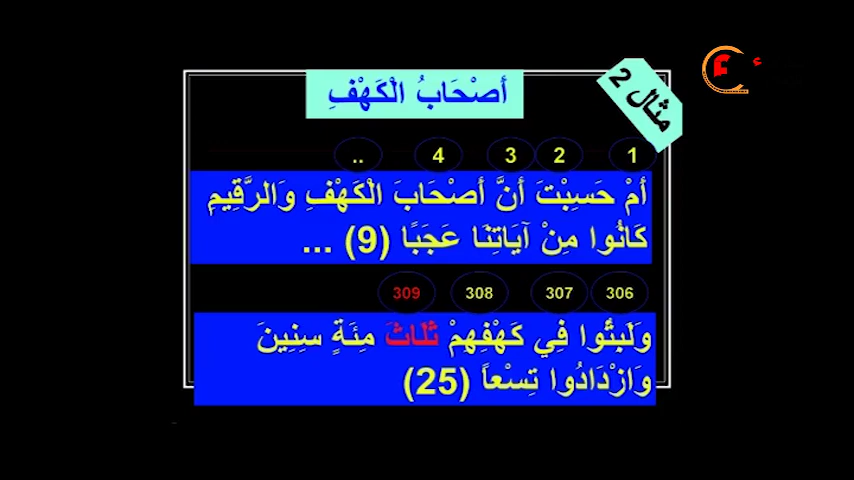 أَصْحَابُ الْكَهْفِ
مثال 2
1 2 3 4 ..
أَمْ حَسِبْتَ أَنَّ أَصْحَابَ الْكَهْفِ وَالرَّقِيمِ
كَانُوا مِنْ آيَاتِنَا عَجَبًا (9) ...
306 307 308 309
وَلَبِثُوا فِي كَهْفِهِمْ ثَلَاثَ مِئَةٍ سِنِينَ
وَازْدَادُوا تِسْعاً (25)